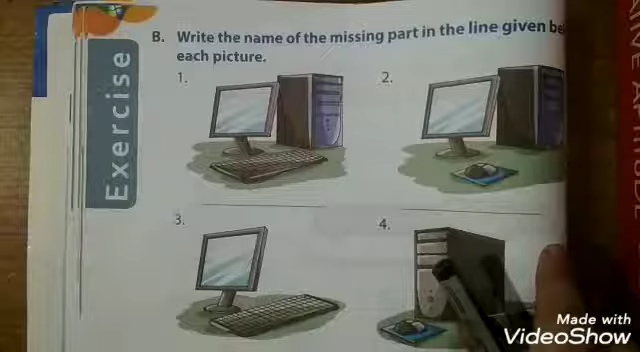 Exercise
B. Write the name of the missing part in the line given
each picture.
1.
2.
3.
4.
Made with
VideoShow